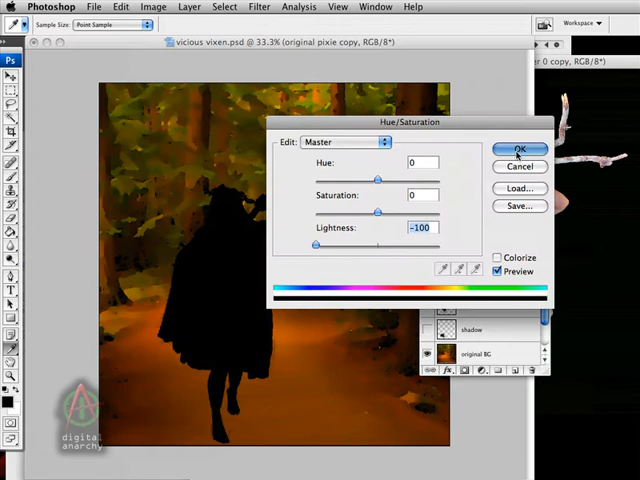 Photoshop File Edit Image Layer Select Filter Analysis View Window Help
Sample Size: Point Sample Workspace
vicious vixen.psd @ 33.3% (original pixie copy, RGB/8*)
er 0 copy, RGB/8*)
Ps
Hue/Saturation
Edit: Master
OK
Hue: 0
Cancel
Saturation: 0
Load...
Save...
Lightness: -100
Colorize
Preview
shadow
original BG
digital
anarchy